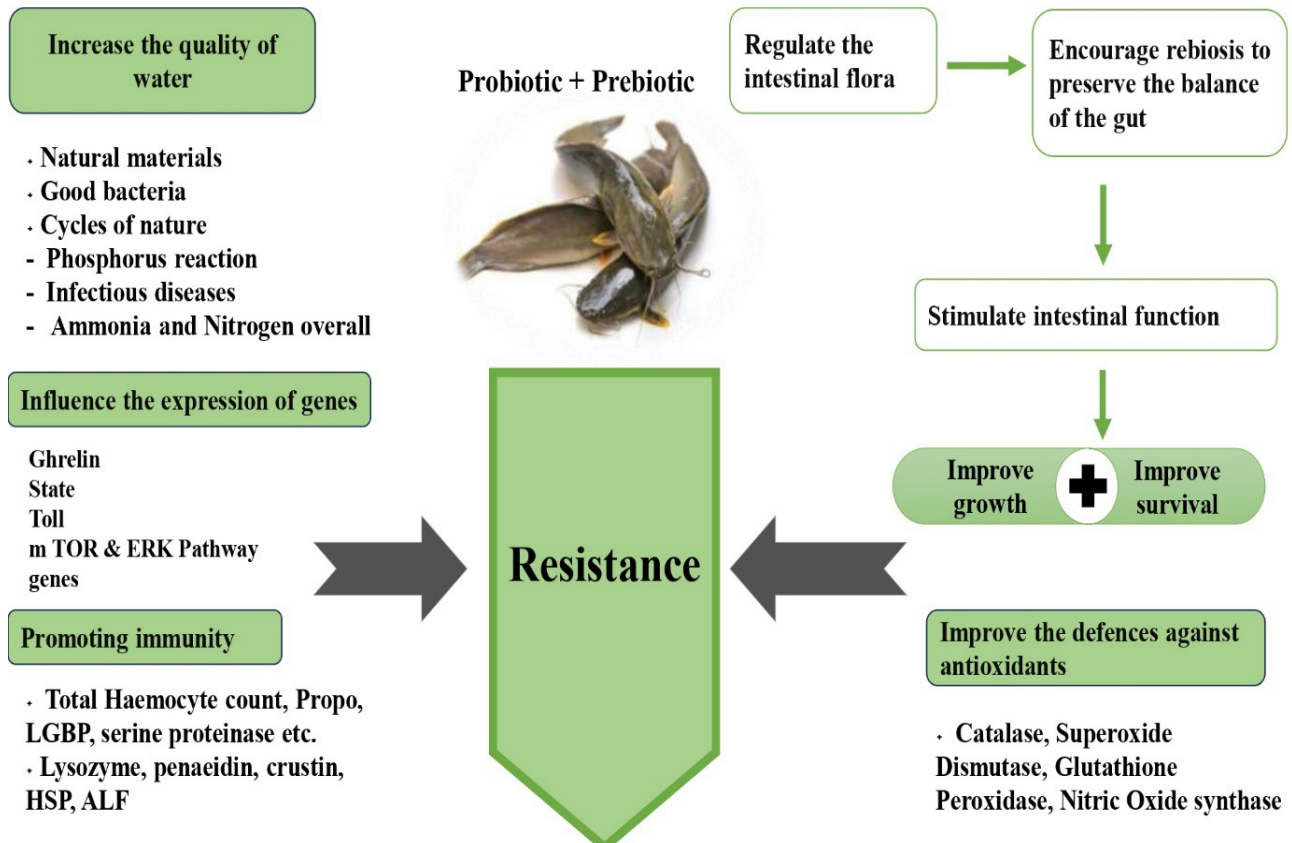 Increase the quality of
water
+ Natural materials
+ Good bacteria
+ Cycles of nature
- Phosphorus reaction
- Infectious diseases
- Ammonia and Nitrogen overall
Influence the expression of genes
Ghrelin
State
Toll
m TOR & ERK Pathway
genes
Promoting immunity
+ Total Haemocyte count, Propo,
LGBP, serine proteinase etc.
+ Lysozyme, penaeidin, crustin,
HSP, ALF
Probiotic + Prebiotic
Resistance
Regulate the
intestinal flora
Encourage rebiosis to
preserve the balance
of the gut
Stimulate intestinal function
Improve
growth
+
Improve
survival
Improve the defences against
antioxidants
+ Catalase, Superoxide
Dismutase, Glutathione
Peroxidase, Nitric Oxide synthase